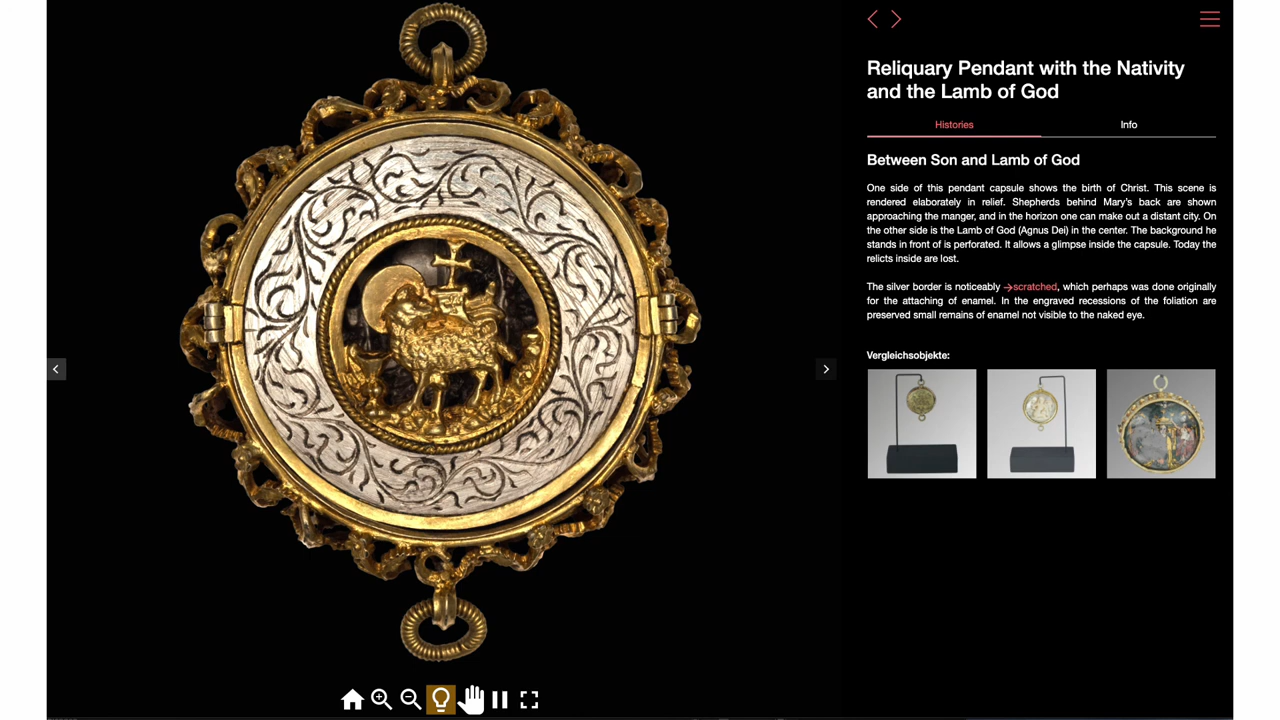 Reliquary Pendant with the Nativity
and the Lamb of God
Histories
Info
Between Son and Lamb of God
One side of this pendant capsule shows the birth of Christ. This scene is
rendered elaborately in relief. Shepherds behind Mary's back are shown
approaching the manger, and in the horizon one can make out a distant city. On
the other side is the Lamb of God (Agnus Dei) in the center. The background he
stands in front of is perforated. It allows a glimpse inside the capsule. Today the
relicts inside are lost.
The silver border is noticeably →scratched, which perhaps was done originally
for the attaching of enamel. In the engraved recessions of the foliation are
preserved small remains of enamel not visible to the naked eye.
Vergleichsobjekte: